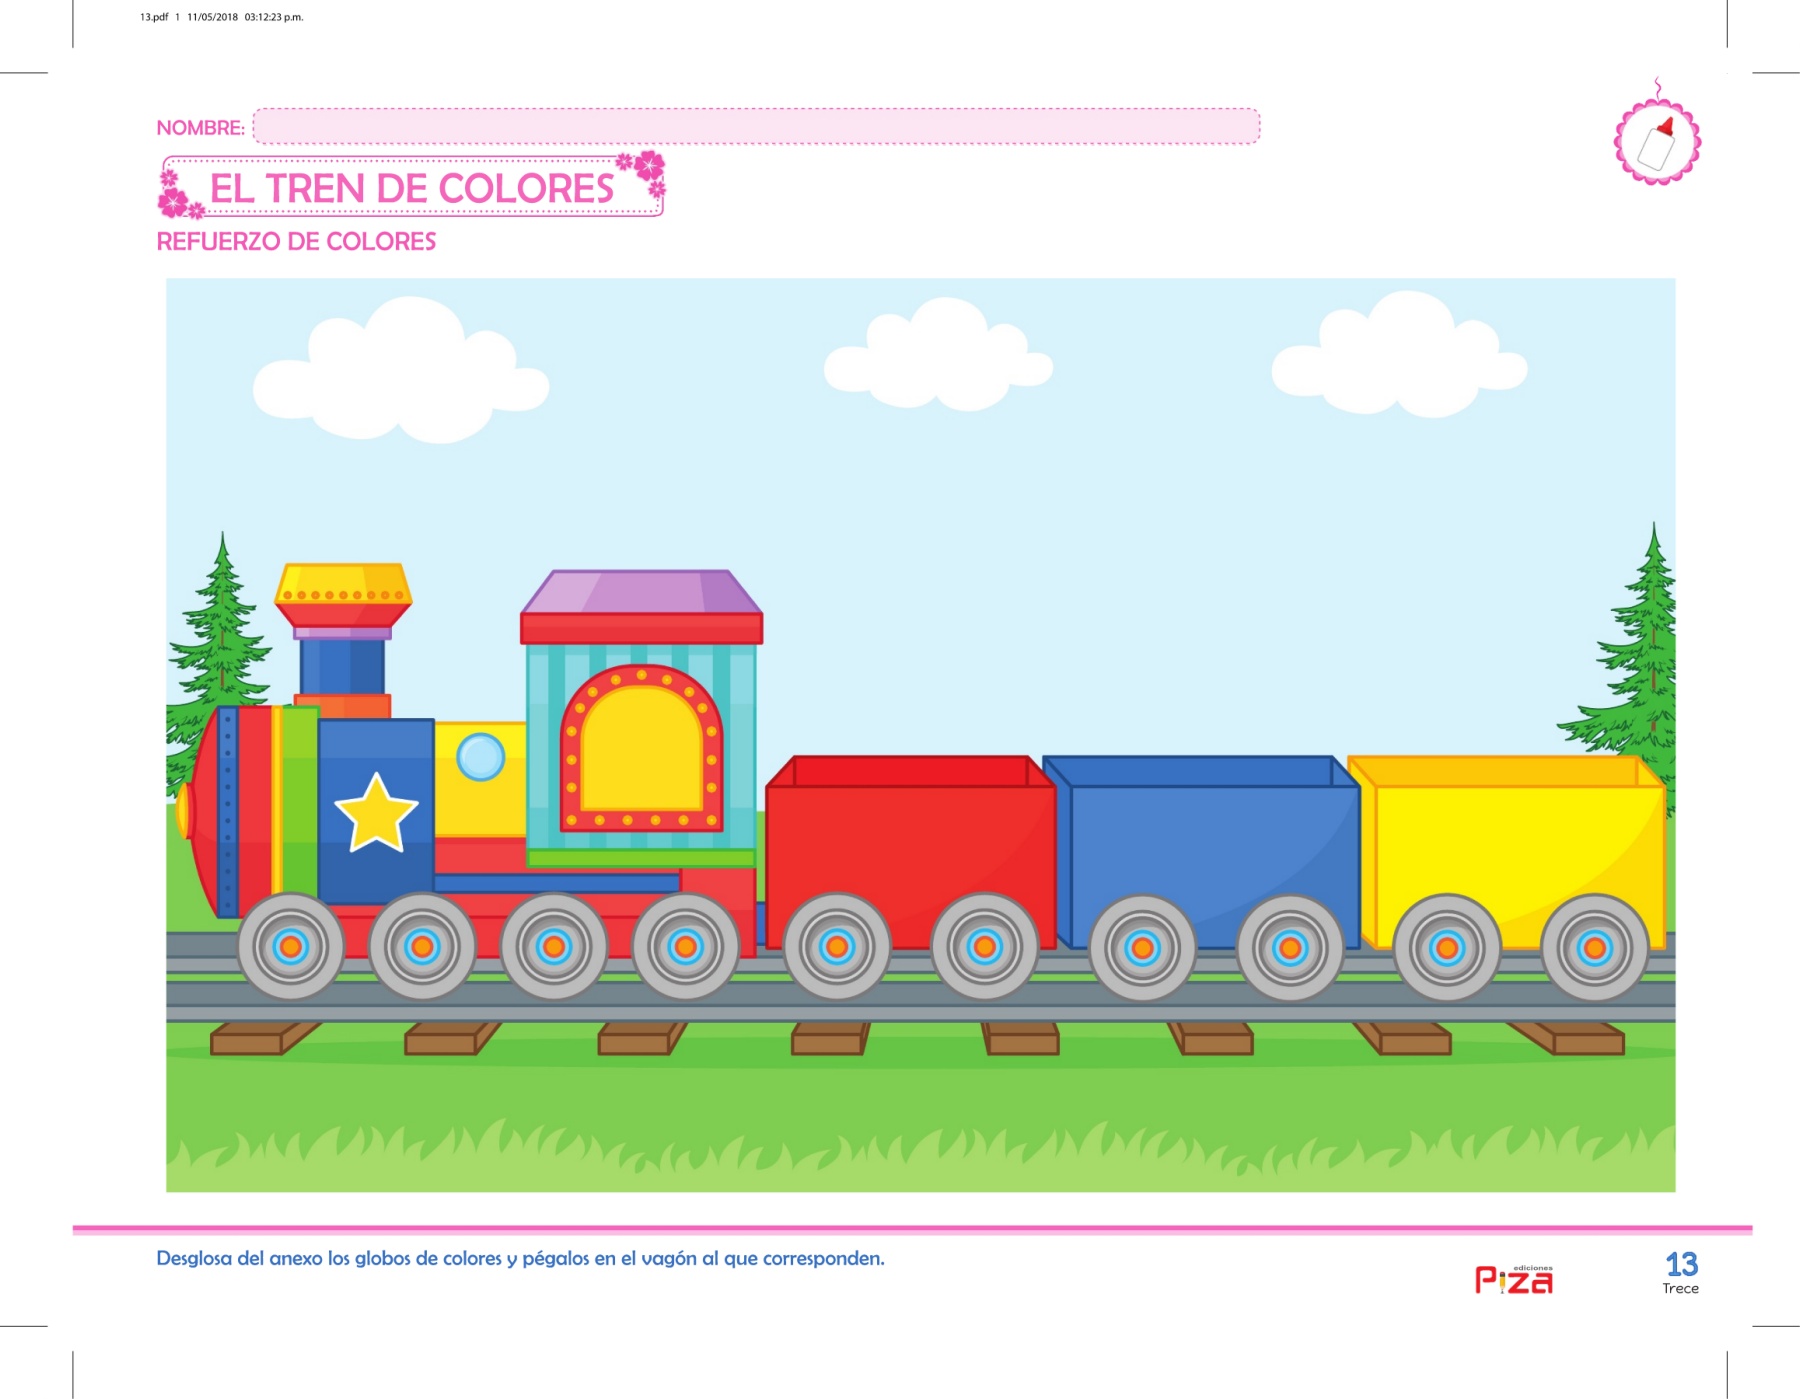 13.pdf 1 11/05/2018 03:12:23 p.m.
NOMBRE:
EL TREN DE COLORES
REFUERZO DE COLORES
Desglosa del anexo los globos de colores y pégalos en el vagón al que corresponden.
ediciones
Piza
13
Trece